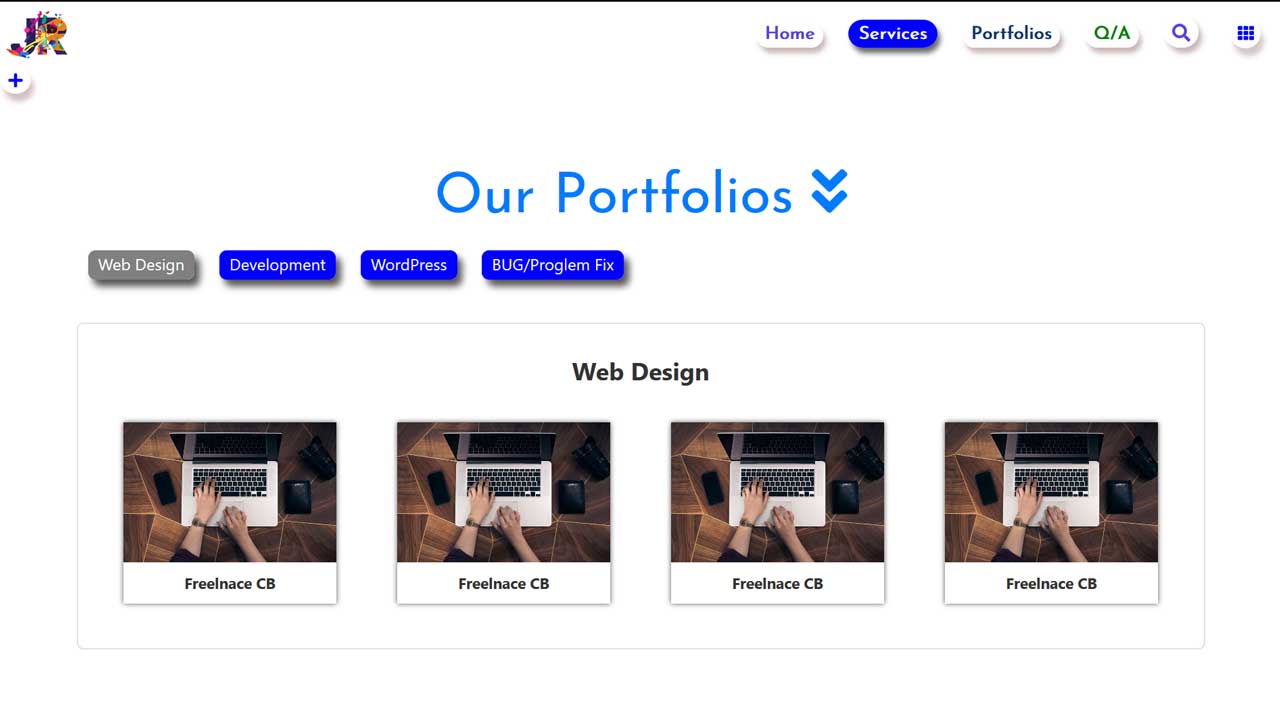 JR
Home Services Portfolios Q/A
Our Portfolios
Web Design Development WordPress BUG/Proglem Fix
Web Design
Freelnace CB Freelnace CB Freelnace CB Freelnace CB